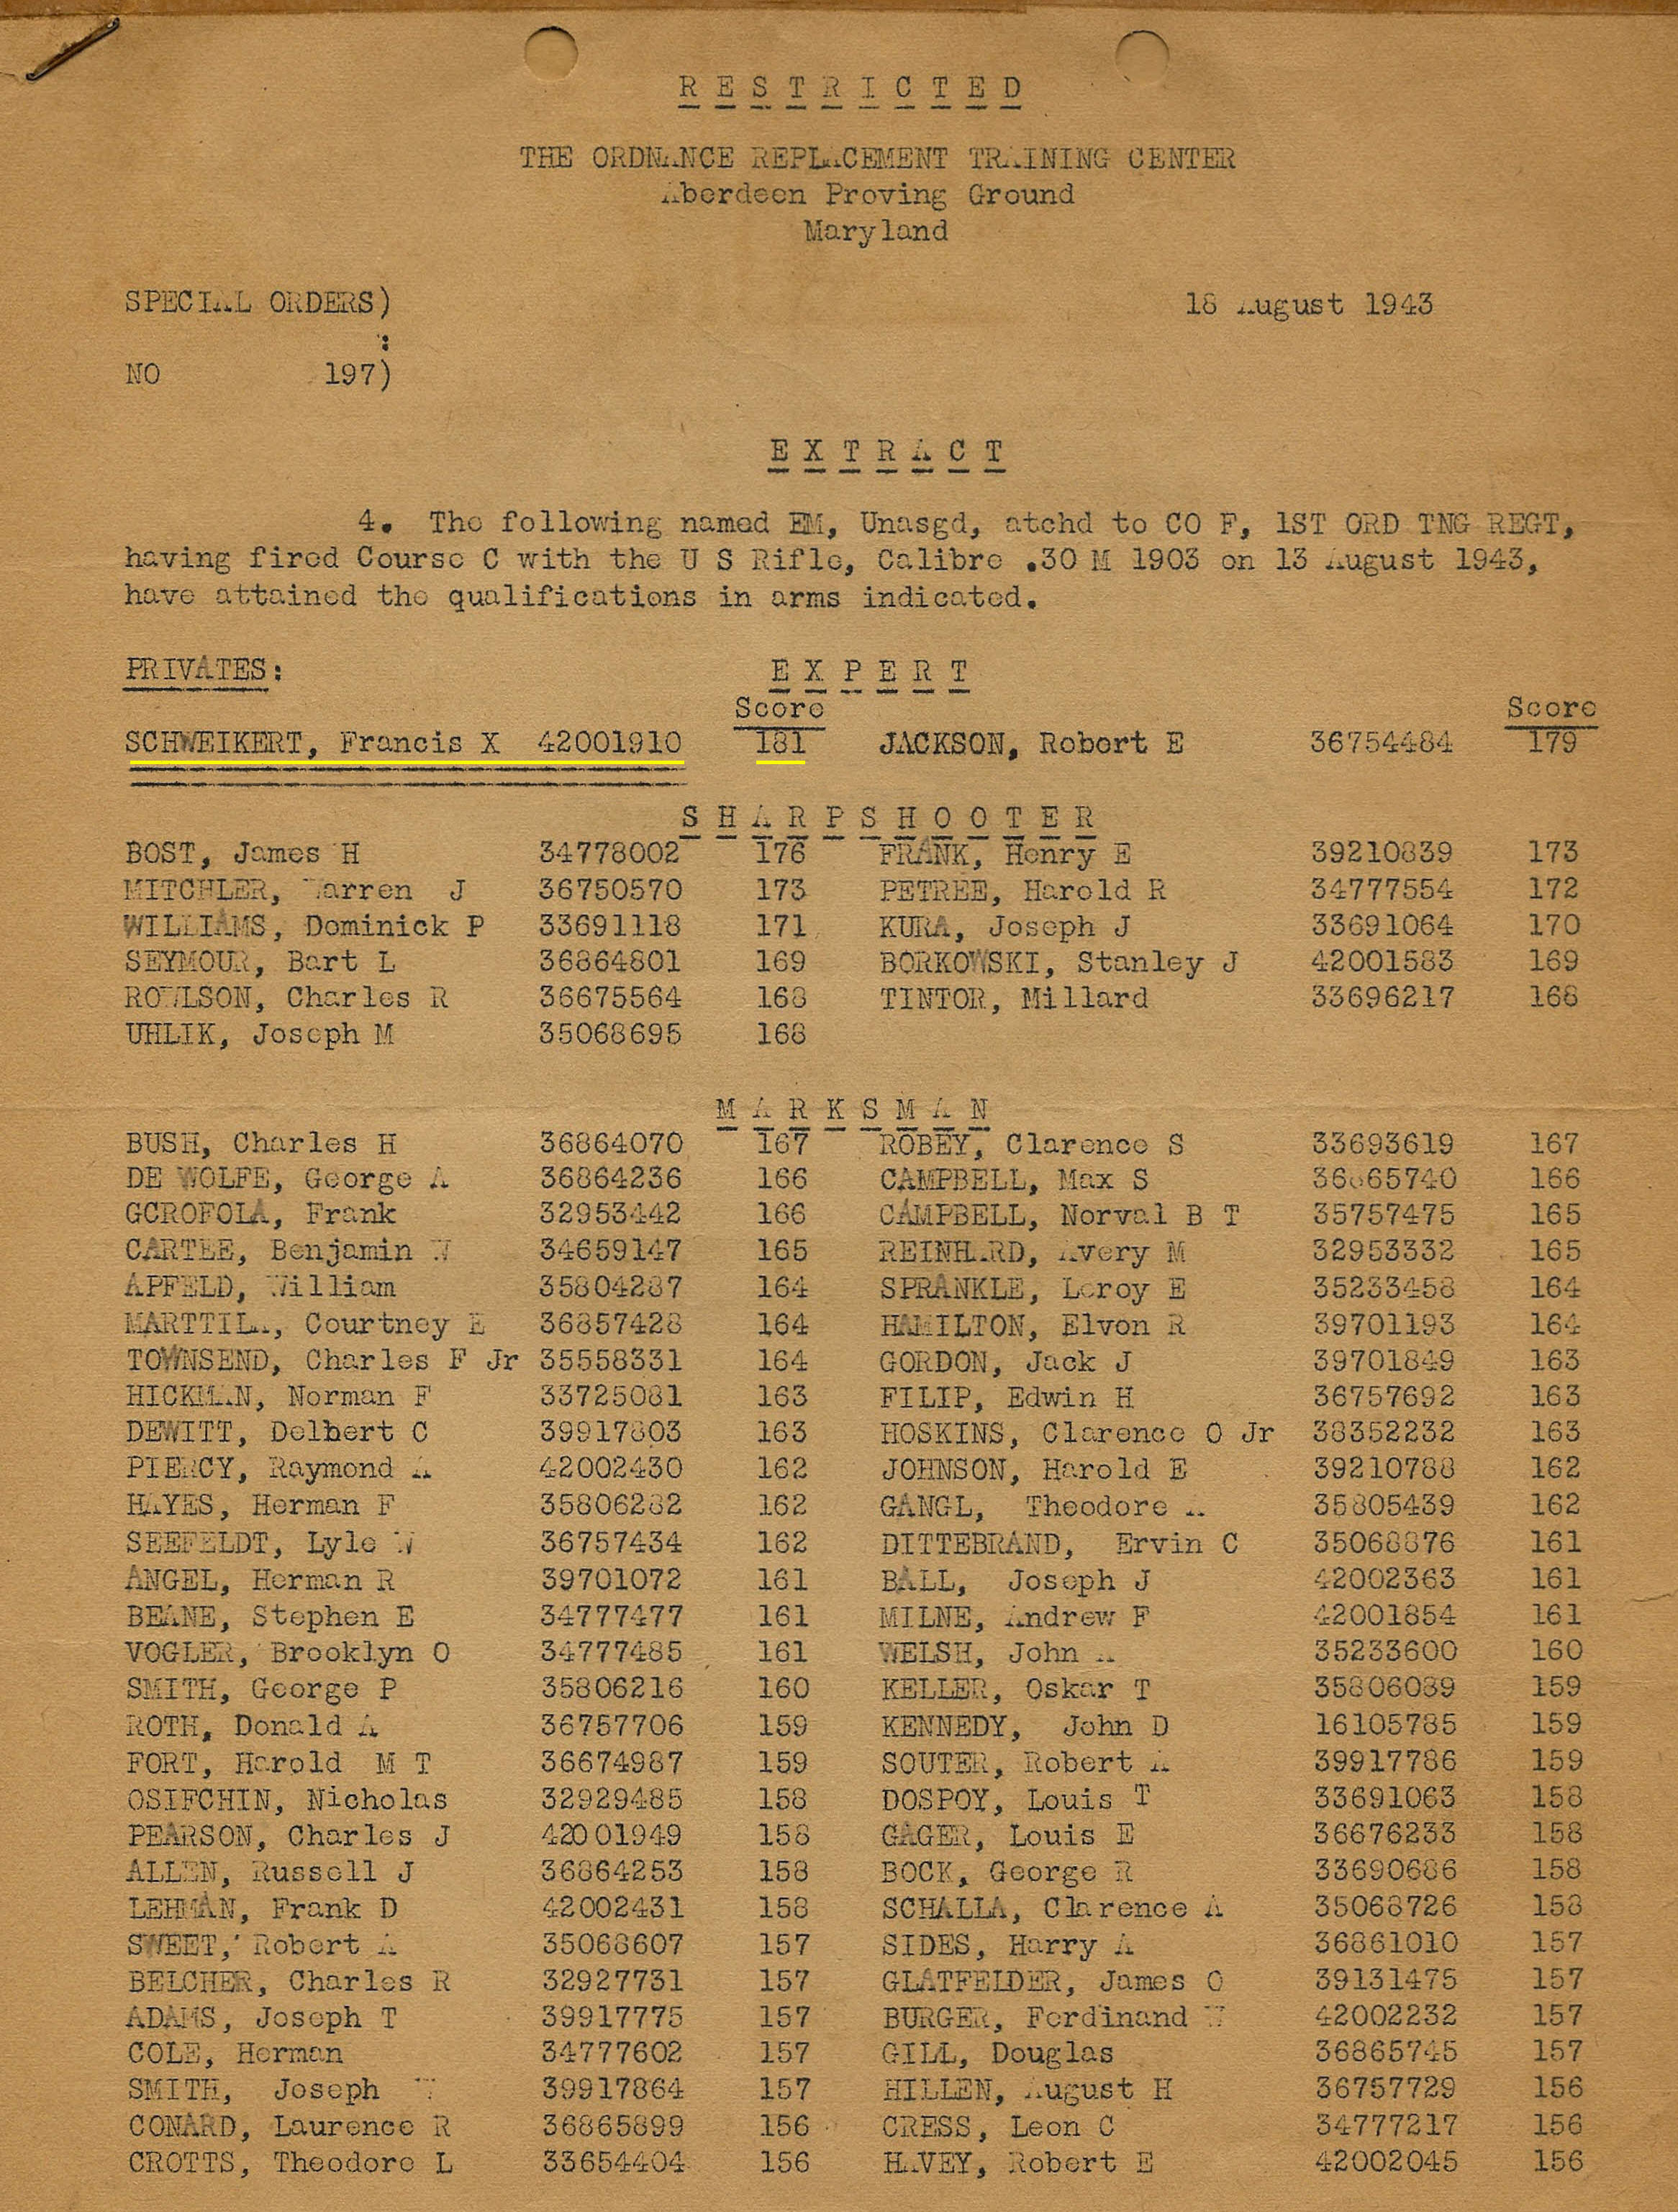 RESTRICTED
THE ORDNANCE REPLACEMENT TRAINING CENTER
Aberdeen Proving Ground
Maryland
SPECIAL ORDERS) 18 August 1943
:
NO 197)
EXTRACT
4. The following named EM, Unasgd, atchd to CO F, 1ST ORD TNG REGT,
having fired Course C with the U S Rifle, Calibre .30 M 1903 on 13 August 1943,
have attained the qualifications in arms indicated.
PRIVATES: EXPERT
Score Score
SCHWEIKERT, Francis X 42001910 181 JACKSON, Robert E 36754484 179
SHARPSHOOTER
BOST, James H 34778002 176 FRANK, Henry E 39210839 173
MITCHLER, Warren J 36750570 173 PETREE, Harold R 34777554 172
WILLIAMS, Dominick P 33691118 171 KURA, Joseph J 33691064 170
SEYMOUR, Bart L 36864801 169 BORKOWSKI, Stanley J 42001583 169
ROWLSON, Charles R 36675564 168 TINTOR, Millard 33696217 168
UHLIK, Joseph M 35068695 168
MARKSMAN
BUSH, Charles H 36864070 167 ROBEY, Clarence S 33693619 167
DE WOLFE, George A 36864236 166 CAMPBELL, Max S 36865740 166
GCROFOLA, Frank 32953442 166 CAMPBELL, Norval B T 35757475 165
CARTEE, Benjamin W 34659147 165 REINHARD, Avery M 32953332 165
APFELD, William 35804287 164 SPRANKLE, Leroy E 35233458 164
MARTTILA, Courtney E 36857428 164 HAMILTON, Elvon R 39701193 164
TOWNSEND, Charles F Jr 35558331 164 GORDON, Jack J 39701849 163
HICKMAN, Norman F 33725081 163 FILIP, Edwin H 36757692 163
DEWITT, Delbert C 39917803 163 HOSKINS, Clarence O Jr 38352232 163
PIERCY, Raymond A 42002430 162 JOHNSON, Harold E 39210788 162
HAYES, Herman F 35806282 162 GANGL, Theodore A 35805439 162
SEEFELDT, Lyle W 36757434 162 DITTEBRAND, Ervin C 35068876 161
ANGEL, Herman R 39701072 161 BALL, Joseph J 42002363 161
BEANE, Stephen E 34777477 161 MILNE, Andrew F 42001854 161
VOGLER, Brooklyn O 34777485 161 WELSH, John A 35233600 160
SMITH, George P 35806216 160 KELLER, Oskar T 35806089 159
ROTH, Donald A 36757706 159 KENNEDY, John D 16105785 159
FORT, Harold M T 36674987 159 SOUTER, Robert A 39917786 159
OSIFCHIN, Nicholas 32929485 158 DOSPOY, Louis T 33691063 158
PEARSON, Charles J 42001949 158 GAGER, Louis E 36676233 158
ALLEN, Russell J 36864253 158 BOCK, George R 33690686 158
LEHMAN, Frank D 42002431 158 SCHALLA, Clarence A 35068726 158
SWEET, Robert A 35068607 157 SIDES, Harry A 36861010 157
BELCHER, Charles R 32927731 157 GLATFELDER, James O 39131475 157
ADAMS, Joseph T 39917775 157 BURGER, Ferdinand W 42002232 157
COLE, Herman 34777602 157 GILL, Douglas 36865745 157
SMITH, Joseph 39917864 157 HILLEN, August H 36757729 156
CONARD, Laurence R 36865899 156 CRESS, Leon C 34777217 156
CROTTS, Theodore L 33654404 156 HAVEY, Robert E 42002045 156